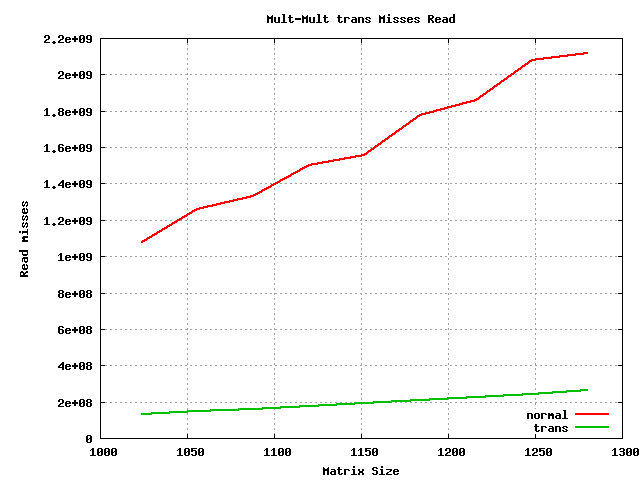 Mult-Mult trans Misses Read
2.2e+09
2e+09
1.8e+09
1.6e+09
1.4e+09
1.2e+09
1e+09
8e+08
6e+08
4e+08
2e+08
0
Read misses
normal
trans
1000 1050 1100 1150 1200 1250 1300
Matrix Size